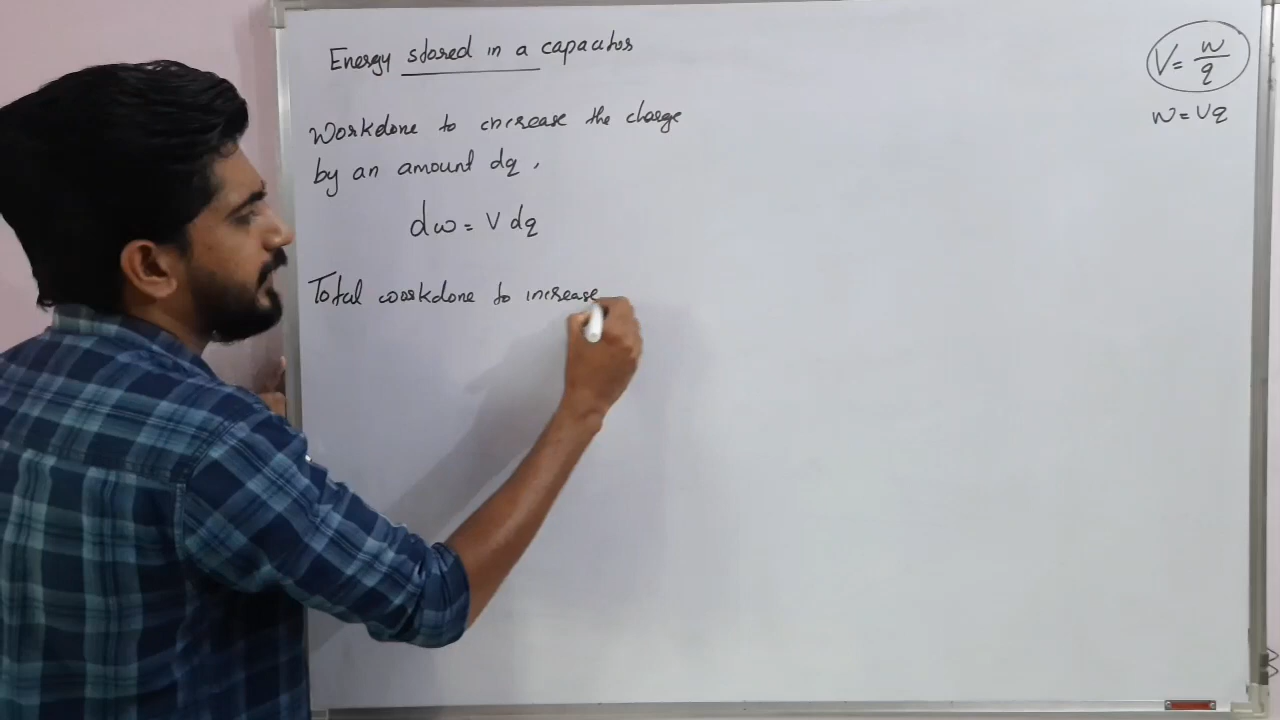 Energy stored in a capacitor
V = w/q
w = Vq
Workdone to increase the charge
by an amount dq,
dw = V dq
Total workdone to increase